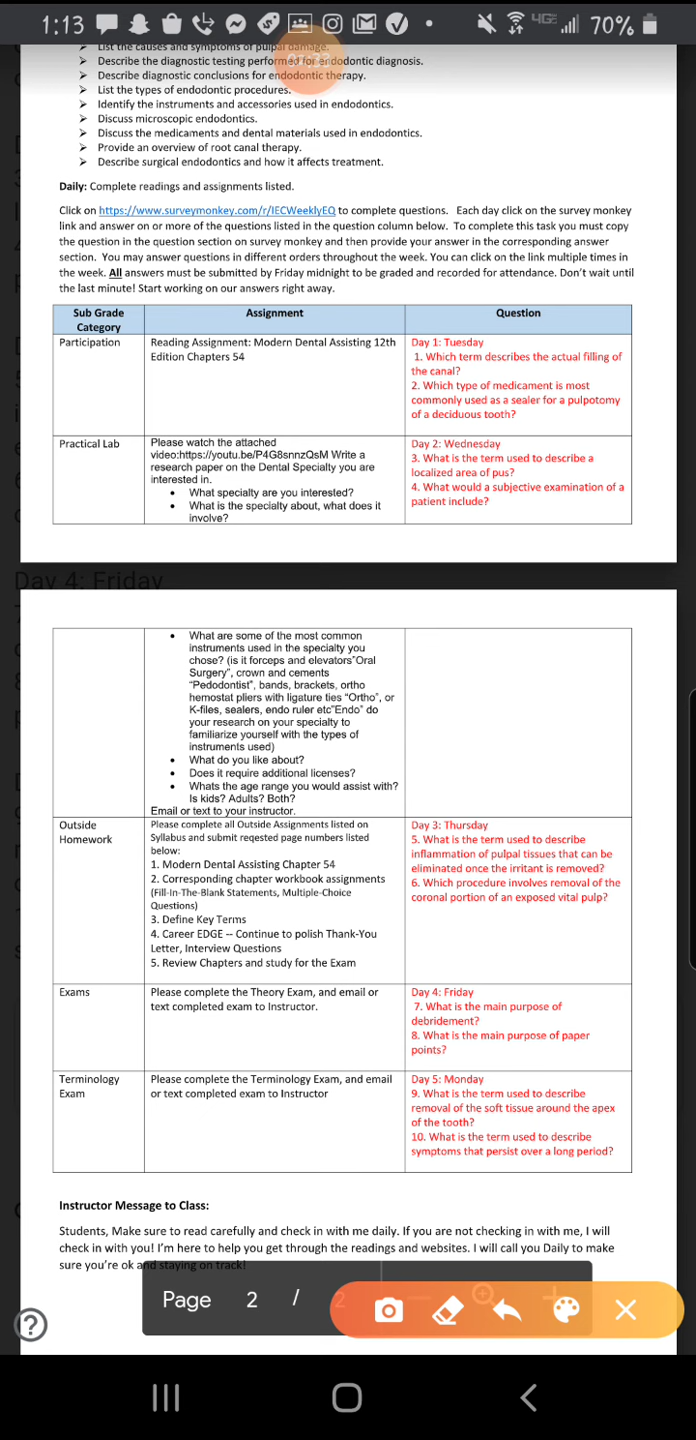 1:13
4GE
70%
List the causes and symptoms of pulpal damage.
➤ Describe the diagnostic testing performed for endodontic diagnosis.
➤ Describe diagnostic conclusions for endodontic therapy.
➤ List the types of endodontic procedures.
➤ Identify the instruments and accessories used in endodontics.
➤ Discuss microscopic endodontics.
➤ Discuss the medicaments and dental materials used in endodontics.
➤ Provide an overview of root canal therapy.
➤ Describe surgical endodontics and how it affects treatment.
Daily: Complete readings and assignments listed.
Click on https://www.surveymonkey.com/r/IECWeeklyEQ to complete questions. Each day click on the survey monkey
link and answer on or more of the questions listed in the question column below. To complete this task you must copy
the question in the question section on survey monkey and then provide your answer in the corresponding answer
section. You may answer questions in different orders throughout the week. You can click on the link multiple times in
the week. All answers must be submitted by Friday midnight to be graded and recorded for attendance. Don't wait until
the last minute! Start working on our answers right away.
Sub Grade
Category
Assignment
Question
Participation
Reading Assignment: Modern Dental Assisting 12th
Edition Chapters 54
Day 1: Tuesday
1. Which term describes the actual filling of
the canal?
2. Which type of medicament is most
commonly used as a sealer for a pulpotomy
of a deciduous tooth?
Practical Lab
Please watch the attached
video:https://youtu.be/P4G8snnzQsM Write a
research paper on the Dental Specialty you are
interested in.
• What specialty are you interested?
• What is the specialty about, what does it
involve?
Day 2: Wednesday
3. What is the term used to describe a
localized area of pus?
4. What would a subjective examination of a
patient include?
Day 4: Friday
• What are some of the most common
instruments used in the specialty you
chose? (is it forceps and elevators"Oral
Surgery", crown and cements
"Pedodontist", bands, brackets, ortho
hemostat pliers with ligature ties "Ortho", or
K-files, sealers, endo ruler etc"Endo" do
your research on your specialty to
familiarize yourself with the types of
instruments used)
• What do you like about?
• Does it require additional licenses?
• Whats the age range you would assist with?
Is kids? Adults? Both?
Email or text to your instructor.
Outside
Homework
Please complete all Outside Assignments listed on
Syllabus and submit reqested page numbers listed
below:
1. Modern Dental Assisting Chapter 54
2. Corresponding chapter workbook assignments
(Fill-In-The-Blank Statements, Multiple-Choice
Questions)
3. Define Key Terms
4. Career EDGE -- Continue to polish Thank-You
Letter, Interview Questions
5. Review Chapters and study for the Exam
Day 3: Thursday
5. What is the term used to describe
inflammation of pulpal tissues that can be
eliminated once the irritant is removed?
6. Which procedure involves removal of the
coronal portion of an exposed vital pulp?
Exams
Please complete the Theory Exam, and email or
text completed exam to Instructor.
Day 4: Friday
7. What is the main purpose of
debridement?
8. What is the main purpose of paper
points?
Terminology
Exam
Please complete the Terminology Exam, and email
or text completed exam to Instructor
Day 5: Monday
9. What is the term used to describe
removal of the soft tissue around the apex
of the tooth?
10. What is the term used to describe
symptoms that persist over a long period?
Instructor Message to Class:
Students, Make sure to read carefully and check in with me daily. If you are not checking in with me, I will
check in with you! I'm here to help you get through the readings and websites. I will call you Daily to make
sure you're ok and staying on track!
Page 2 / 2